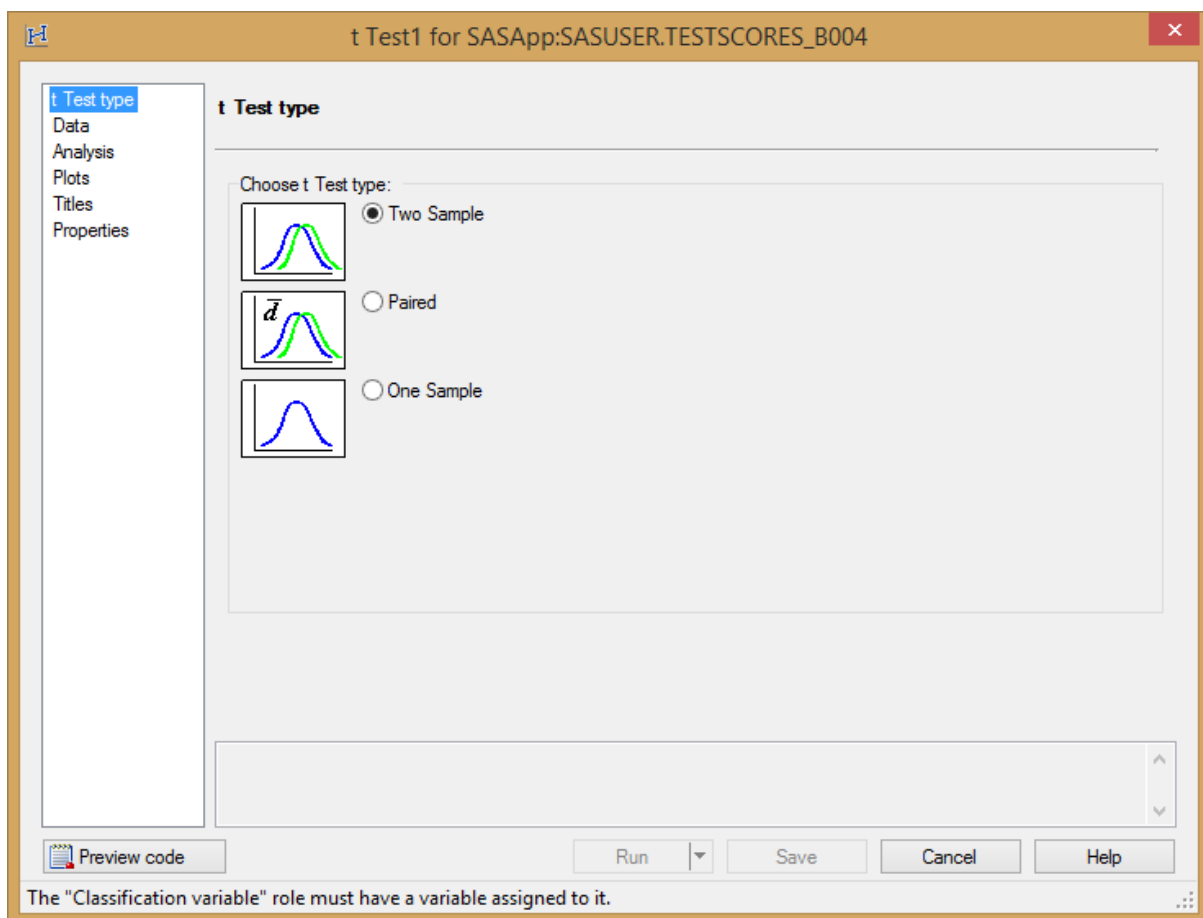 t Test1 for SASApp:SASUSER.TESTSCORES_B004
t Test type
Data
Analysis
Plots
Titles
Properties
t Test type
Choose t Test type:
Two Sample
d
Paired
One Sample
Preview code
Run
Save
Cancel
Help
The "Classification variable" role must have a variable assigned to it.